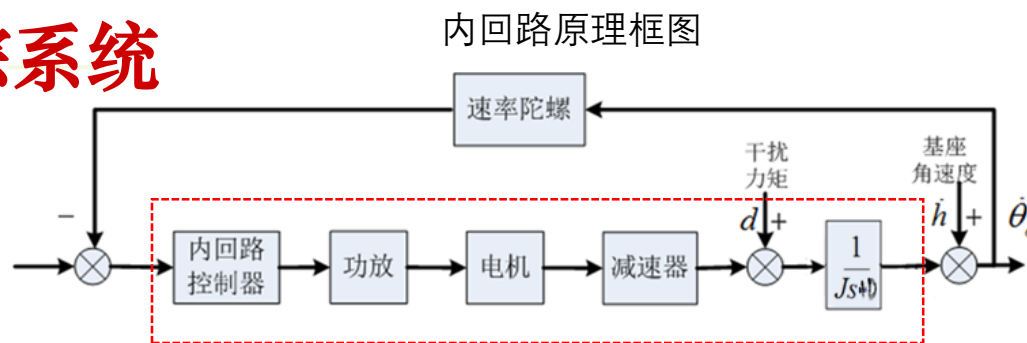 内回路原理框图
系统
速率陀螺
干扰
力矩
基座
角速度
−
d
+
ḣ
+
内回路
控制器
功放
电机
减速器
1